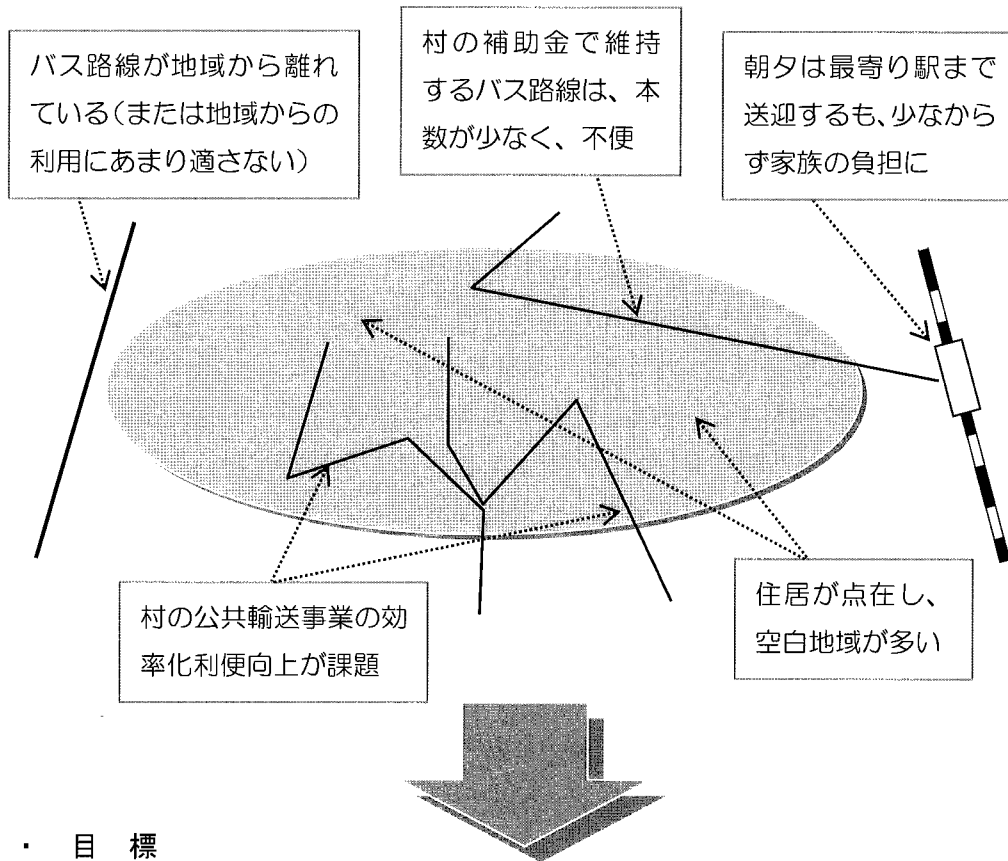 バス路線が地域から離れ
ている(または地域からの
利用にあまり適さない)
村の補助金で維持
するバス路線は、本
数が少なく、不便
朝夕は最寄り駅まで
送迎するも、少なから
ず家族の負担に
村の公共輸送事業の効
率化利便向上が課題
住居が点在し、
空白地域が多い
・ 目 標